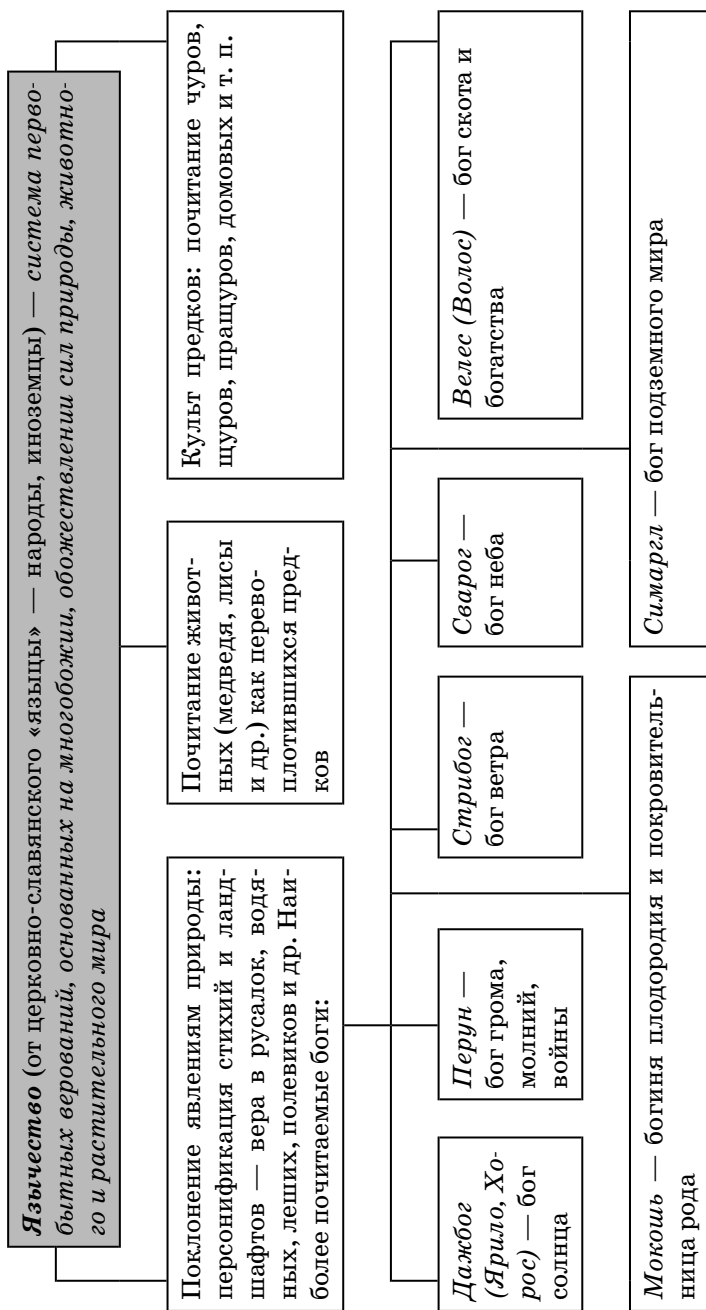 Язычество (от церковно-славянского «языцы» — народы, иноземцы) — система перво-
бытных верований, основанных на многобожии, обожествлении сил природы, животно-
го и растительного мира
Поклонение явлениям природы:
персонификация стихий и ланд-
шафтов — вера в русалок, водя-
ных, леших, полевиков и др. Наи-
более почитаемые боги:
Почитание живот-
ных (медведя, лисы
и др.) как перево-
плотившихся пред-
ков
Культ предков: почитание чуров,
щуров, пращуров, домовых и т. п.
Дажбог
(Ярило, Хо-
рос) — бог
солнца
Перун —
бог грома,
молний,
войны
Стрибог —
бог ветра
Сварог —
бог неба
Велес (Волос) — бог скота и
богатства
Мокошь — богиня плодородия и покровитель-
ница рода
Симаргл — бог подземного мира